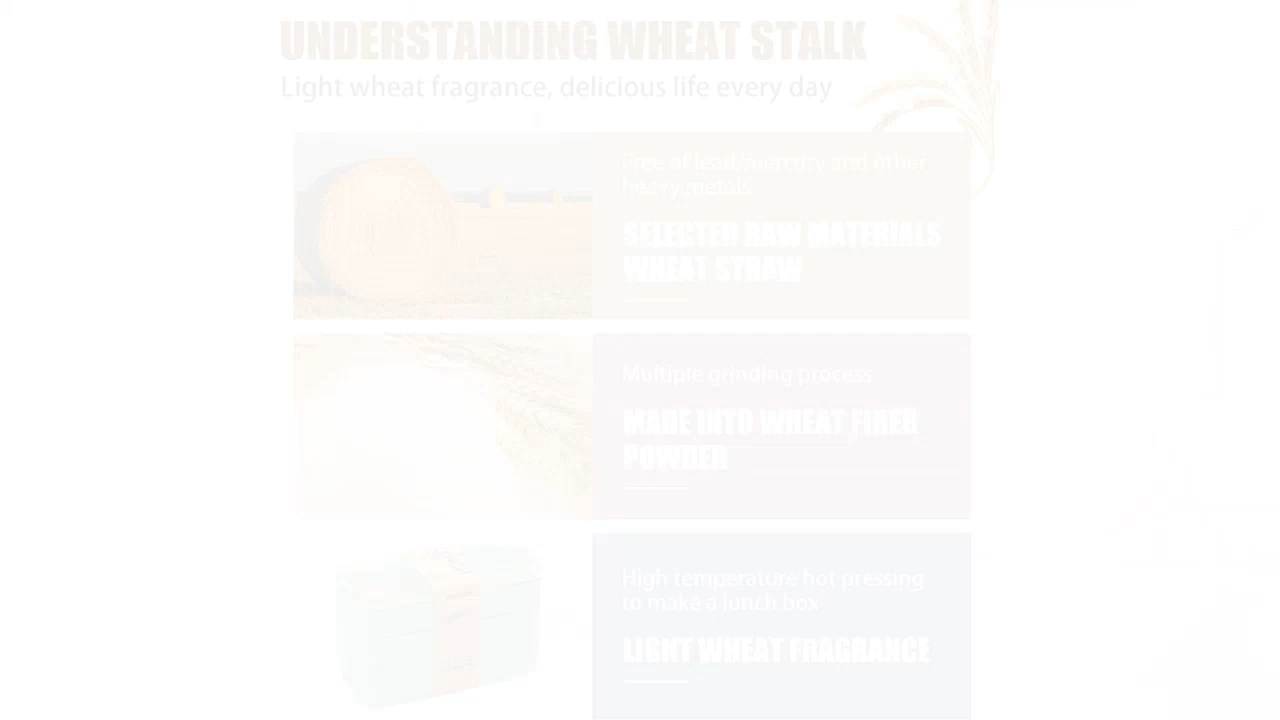 UNDERSTANDING WHEAT STALK
Light wheat fragrance, delicious life every day
Free of lead/mercury and other
heavy metals
SELECTED RAW MATERIALS
WHEAT STRAW
Multiple grinding process
MADE INTO WHEAT FIBER
POWDER
High temperature hot pressing
to make a lunch box
LIGHT WHEAT FRAGRANCE